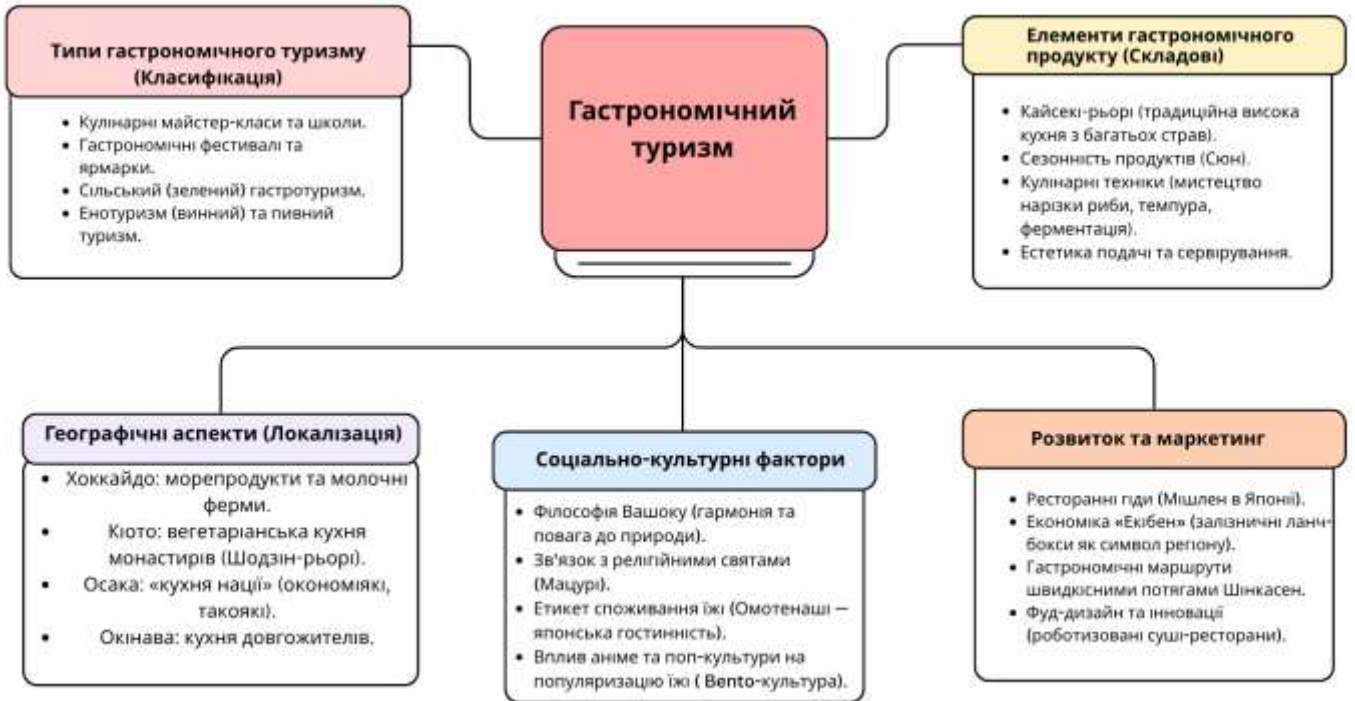 Типи гастрономічного туризму
(Класифікація)
• Кулінарні майстер-класи та школи.
• Гастрономічні фестивалі та
ярмарки.
• Сільський (зелений) гастротуризм.
• Енотуризм (винний) та пивний
туризм.
Гастрономічний
туризм
Елементи гастрономічного
продукту (Складові)
• Кайсекі-рьорі (традиційна висока
кухня з багатьох страв).
• Сезонність продуктів (Сюн).
• Кулінарні техніки (мистецтво
нарізки риби, темпура,
ферментація).
• Естетика подачі та сервірування.
Географічні аспекти (Локалізація)
• Хоккайдо: морепродукти та молочні
ферми.
• Кіото: вегетаріанська кухня
монастирів (Шодзін-рьорі).
• Осака: «кухня нації» (окономіякі,
такоякі).
• Окінава: кухня довгожителів.
Соціально-культурні фактори
• Філософія Вашоку (гармонія та
повага до природи).
• Зв'язок з релігійними святами
(Мацурі).
• Етикет споживання їжі (Омотенаші —
японська гостинність).
• Вплив аніме та поп-культури на
популяризацію їжі ( Bento-культура).
Розвиток та маркетинг
• Ресторанні гіди (Мішлен в Японії).
• Економіка «Екібен» (залізничні ланч-
бокси як символ регіону).
• Гастрономічні маршрути
швидкісними потягами Шінкасен.
• Фуд-дизайн та інновації
(роботизовані суші-ресторани).